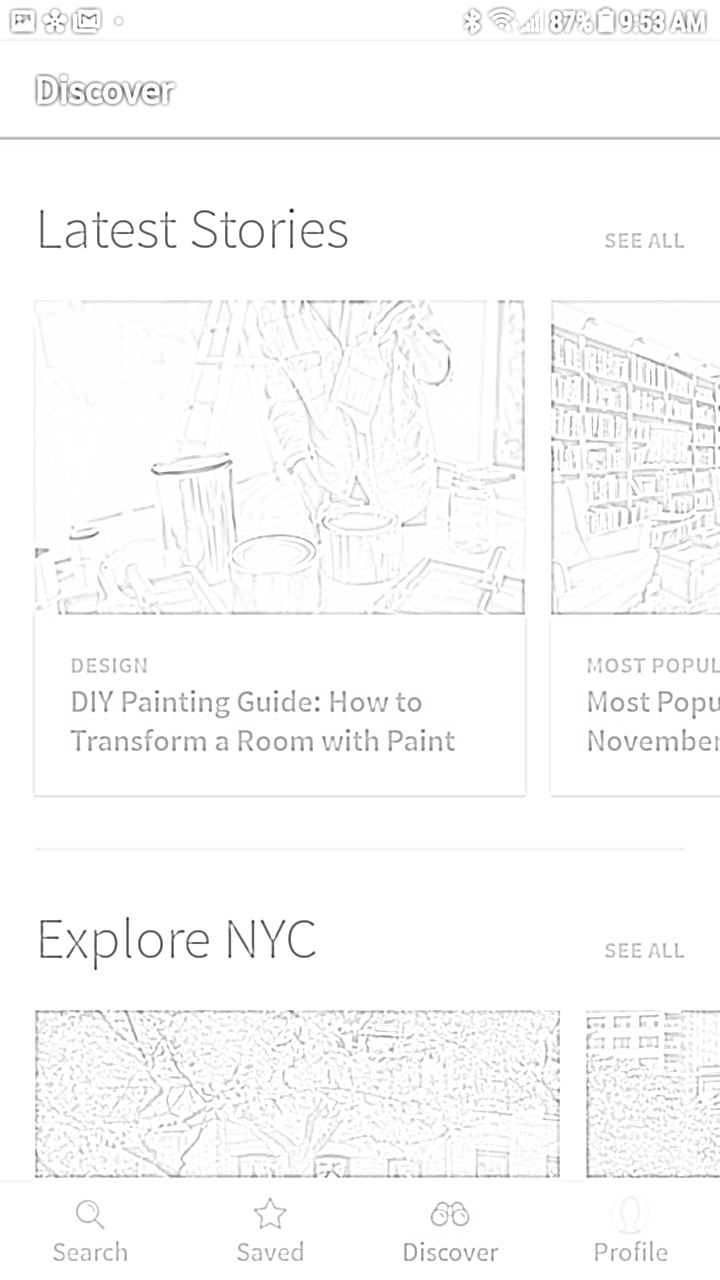 87% 9:53 AM
Discover
Latest Stories
SEE ALL
DESIGN
DIY Painting Guide: How to
Transform a Room with Paint
MOST POPUL
Most Popu
November
Explore NYC
SEE ALL
Search Saved Discover Profile